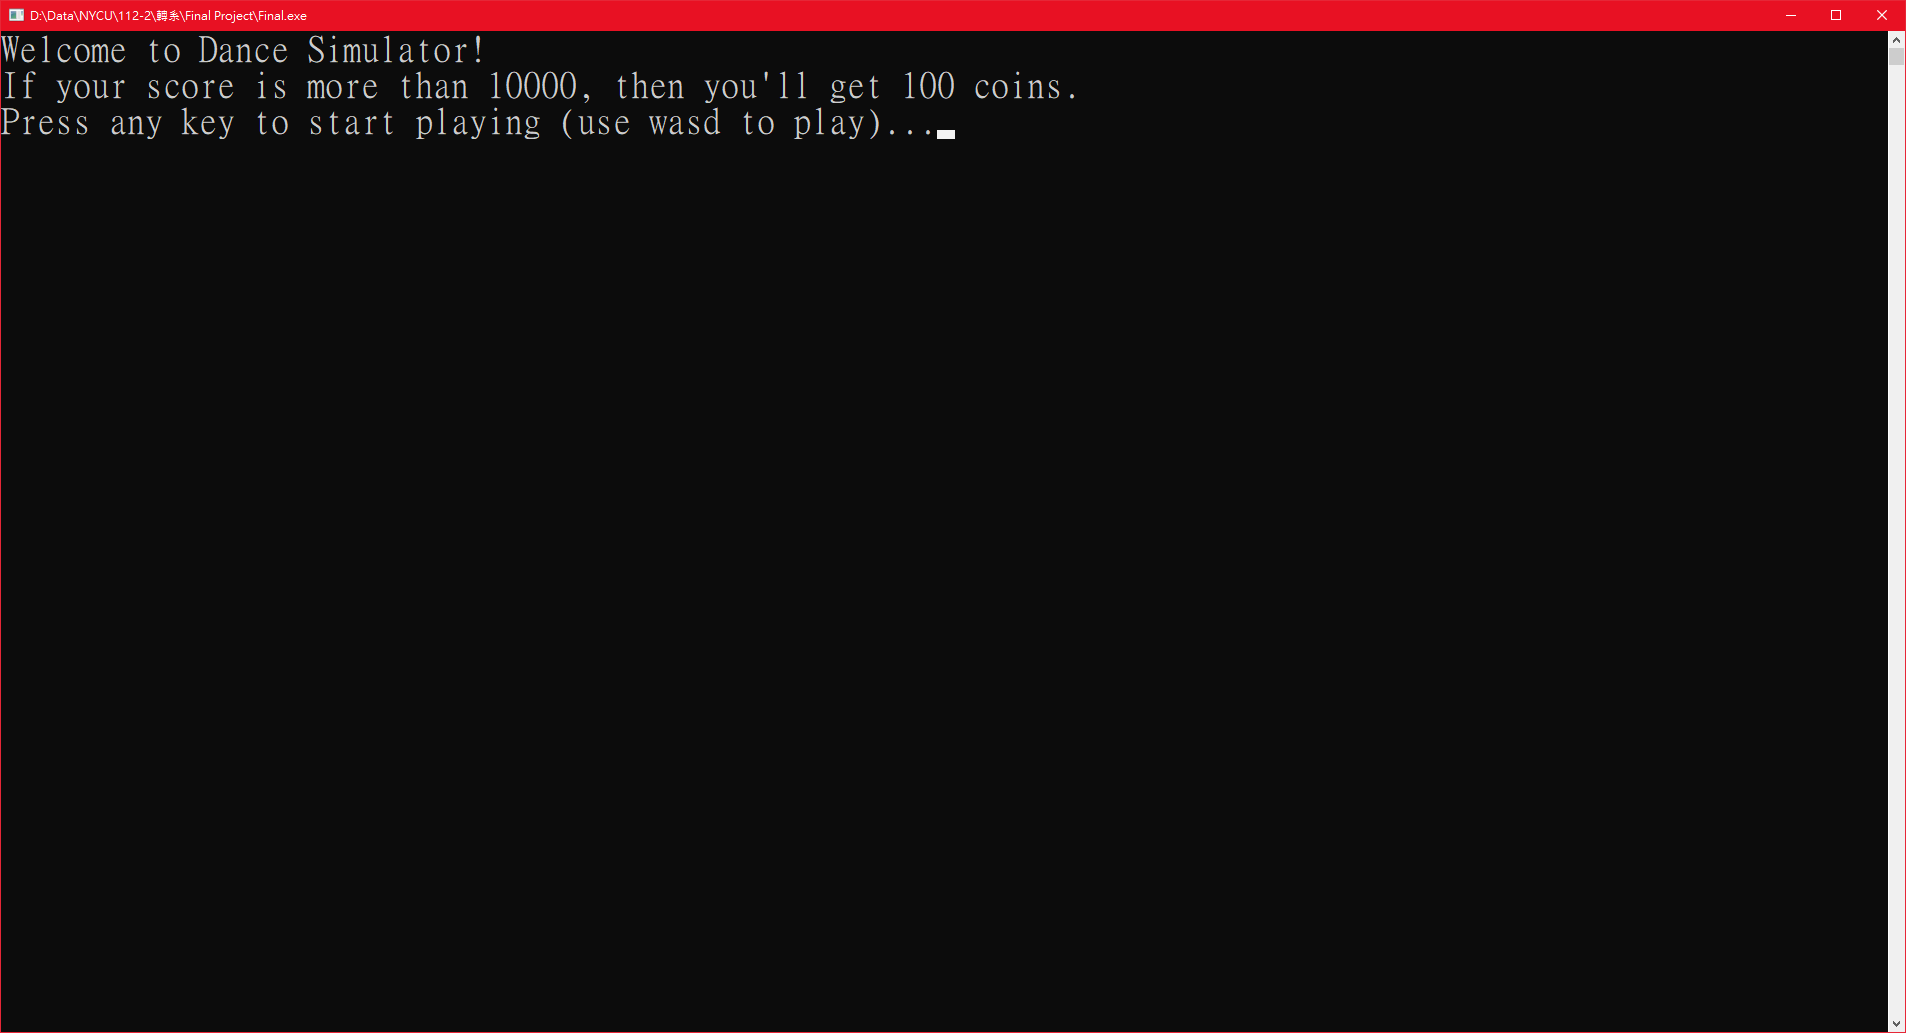 D:\Data\NYCU\112-2\轉系\Final Project\Final.exe
Welcome to Dance Simulator!
If your score is more than 10000, then you'll get 100 coins.
Press any key to start playing (use wasd to play)...